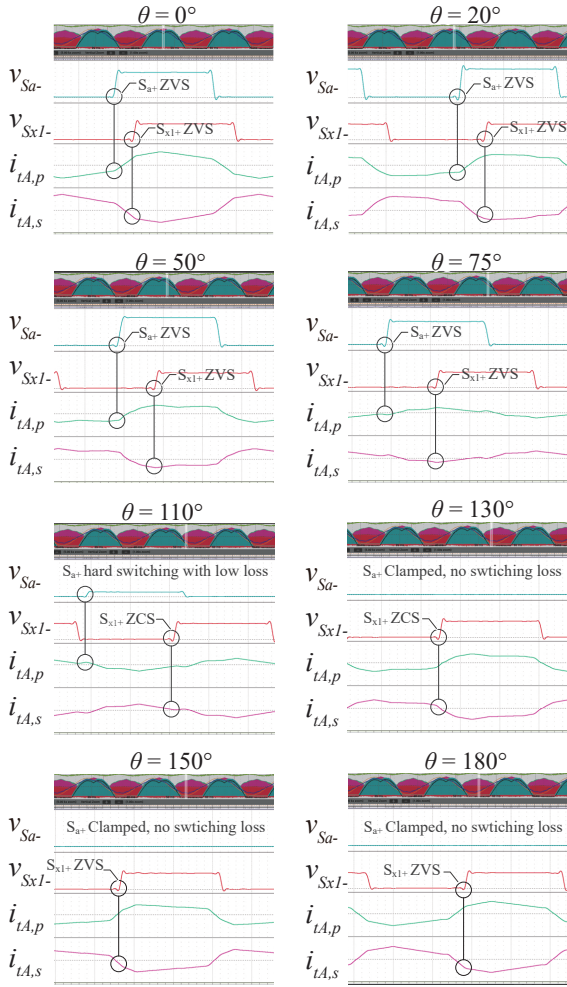 θ = 0°
v_Sa-
S_a+ ZVS
v_Sx1-
S_x1+ ZVS
i_tA,p
i_tA,s
θ = 20°
v_Sa-
S_a+ ZVS
v_Sx1-
S_x1+ ZVS
i_tA,p
i_tA,s
θ = 50°
v_Sa-
S_a+ ZVS
v_Sx1-
S_x1+ ZVS
i_tA,p
i_tA,s
θ = 75°
v_Sa-
S_a+ ZVS
v_Sx1-
S_x1+ ZVS
i_tA,p
i_tA,s
θ = 110°
S_a+ hard switching with low loss
v_Sa-
S_x1+ ZCS
v_Sx1-
i_tA,p
i_tA,s
θ = 130°
S_a+ Clamped, no swtiching loss
v_Sa-
S_x1+ ZCS
v_Sx1-
i_tA,p
i_tA,s
θ = 150°
v_Sa-
S_a+ Clamped, no swtiching loss
S_x1+ ZVS
v_Sx1-
i_tA,p
i_tA,s
θ = 180°
v_Sa-
S_a+ Clamped, no swtiching loss
S_x1+ ZVS
v_Sx1-
i_tA,p
i_tA,s